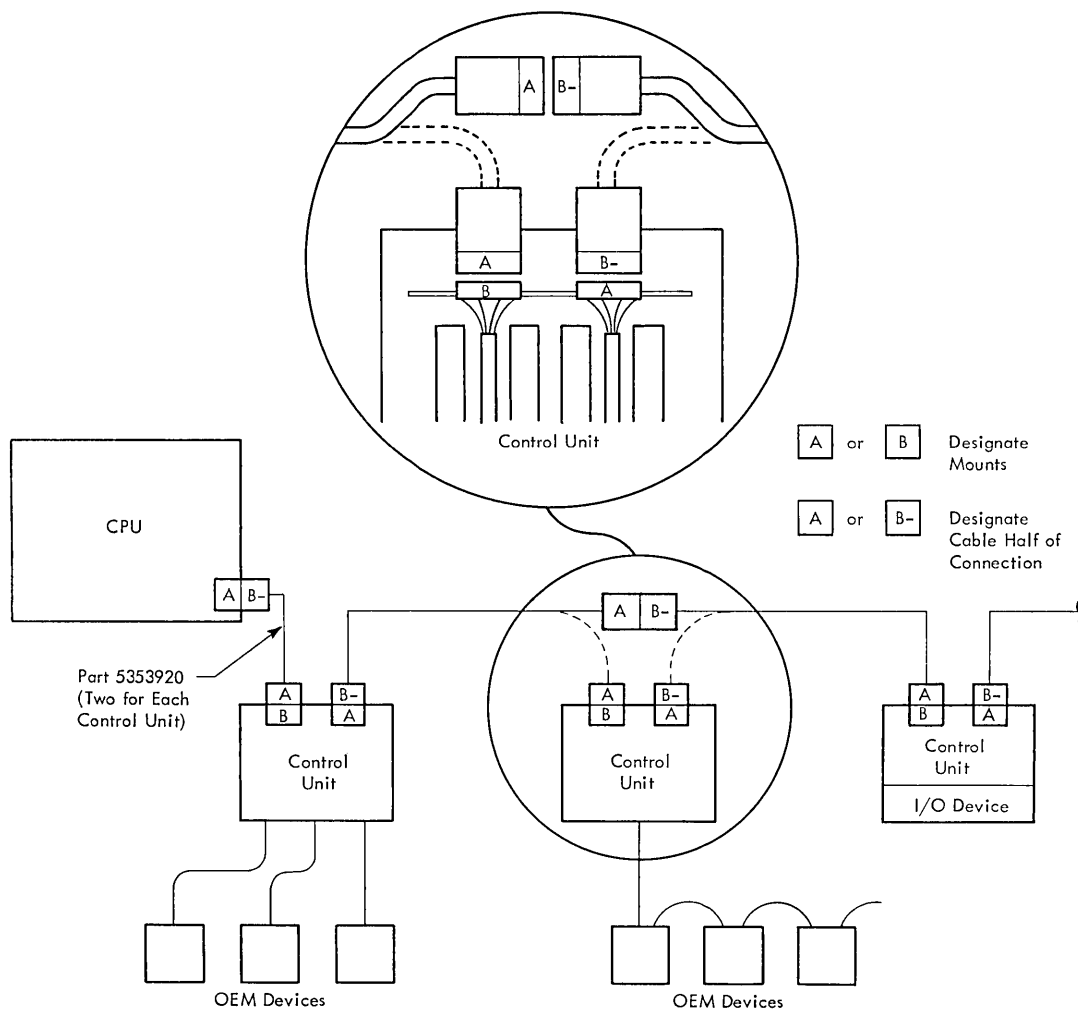 A B-
A B-
B A
Control Unit
A or B Designate
Mounts
A or B- Designate
Cable Half of
Connection
CPU
A B-
A B-
Part 5353920
(Two for Each
Control Unit)
A B-
B A
Control
Unit
A B-
B A
Control
Unit
A B-
B A
Control
Unit
I/O Device
OEM Devices
OEM Devices